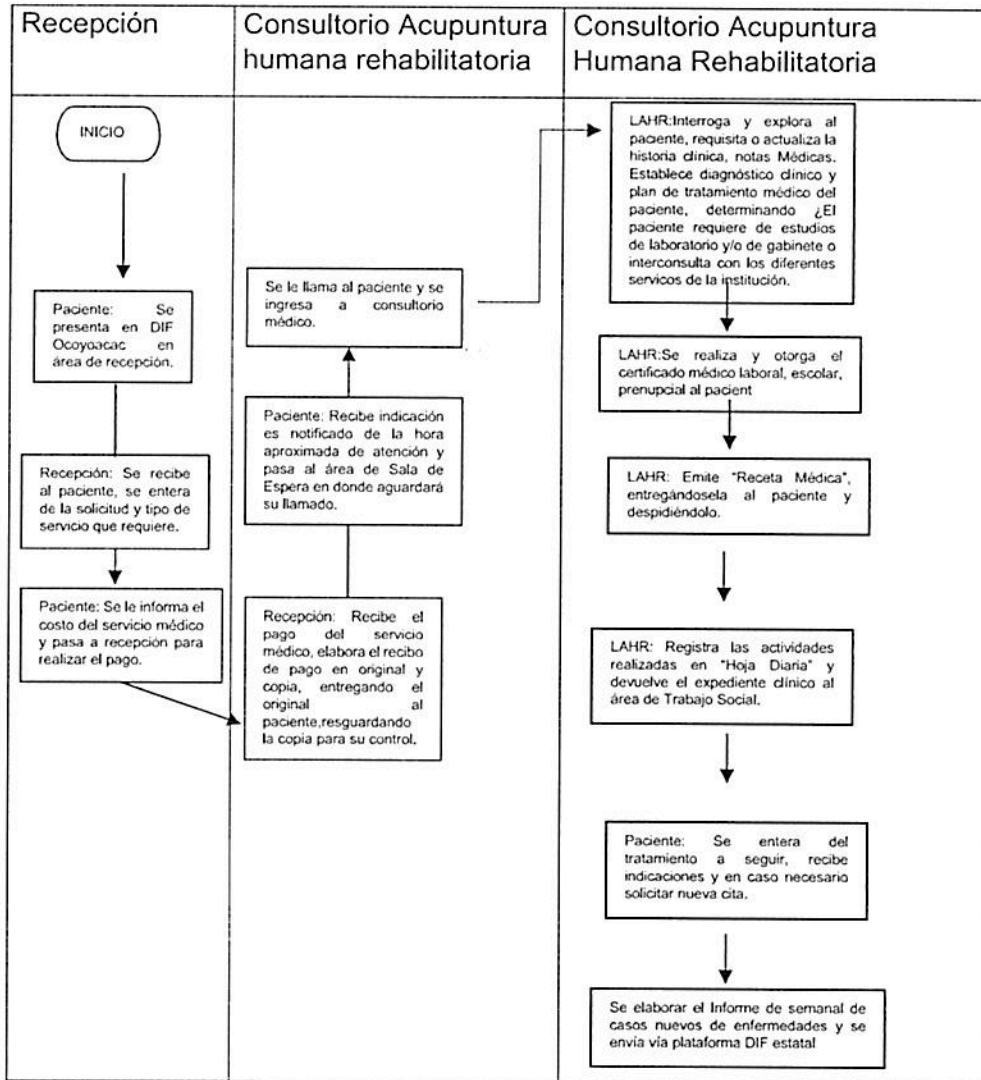 Recepción
Consultorio Acupuntura
humana rehabilitatoria
Consultorio Acupuntura
Humana Rehabilitatoria
INICIO
Paciente: Se
presenta en DIF
Ocoyoacac en
área de recepción.
Recepción: Se recibe
al paciente, se entera
de la solicitud y tipo de
servicio que requiere.
Paciente: Se le informa el
costo del servicio médico
y pasa a recepción para
realizar el pago.
Recepción: Recibe el
pago del servicio
médico, elabora el recibo
de pago en original y
copia, entregando el
original al
paciente,resguardando
la copia para su control.
Paciente: Recibe indicación
es notificado de la hora
aproximada de atención y
pasa al área de Sala de
Espera en donde aguardará
su llamado.
Se le llama al paciente y se
ingresa a consultorio
médico.
LAHR:Interroga y explora al
paciente, requisita o actualiza la
historia clínica, notas Médicas.
Establece diagnóstico clínico y
plan de tratamiento médico del
paciente, determinando ¿El
paciente requiere de estudios
de laboratorio y/o de gabinete o
interconsulta con los diferentes
servicos de la institución.
LAHR:Se realiza y otorga el
certificado médico laboral, escolar,
prenupcial al pacient
LAHR: Emite "Receta Médica",
entregándosela al paciente y
despidiéndolo.
LAHR: Registra las actividades
realizadas en "Hoja Diaria" y
devuelve el expediente clínico al
área de Trabajo Social.
Paciente: Se entera del
tratamiento a seguir, recibe
indicaciones y en caso necesario
solicitar nueva cita.
Se elaborar el Informe de semanal de
casos nuevos de enfermedades y se
envía vía plataforma DIF estatal